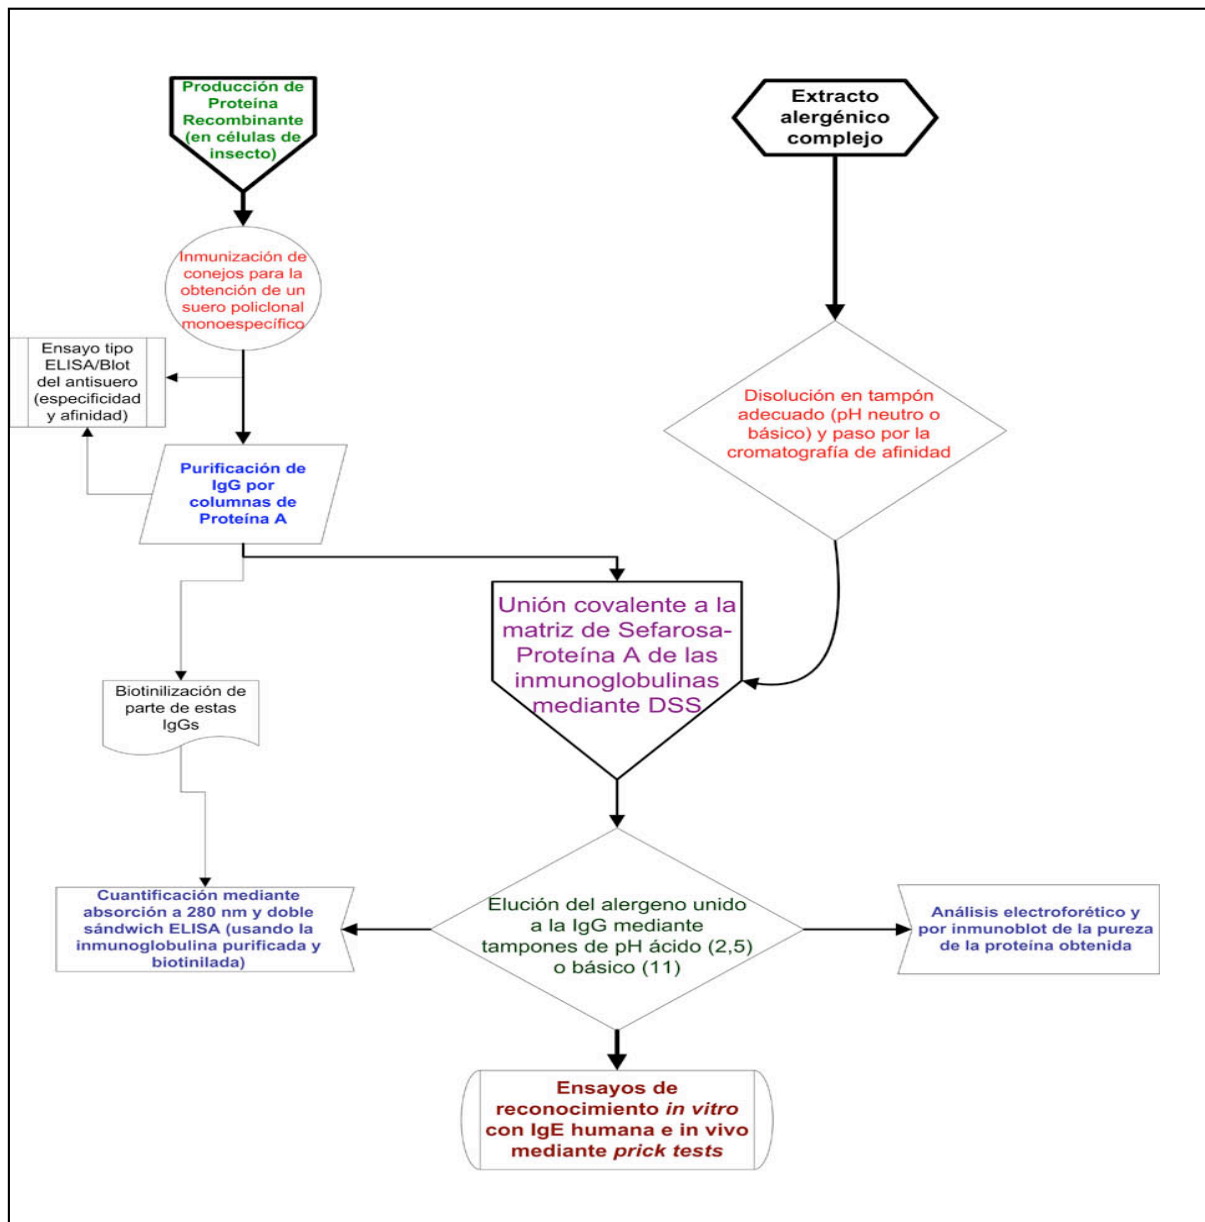 Producción de
Proteína
Recombinante
(en células de
insecto)
Extracto
alergénico
complejo
Inmunización de
conejos para la
obtención de un
suero policlonal
monoespecífico
Ensayo tipo
ELISA/Blot
del antisuero
(especificidad
y afinidad)
Disolución en tampón
adecuado (pH neutro o
básico) y paso por la
cromatografía de afinidad
Purificación de
IgG por
columnas de
Proteína A
Unión covalente a la
matriz de Sefarosa-
Proteína A de las
inmunoglobulinas
mediante DSS
Biotinilización de
parte de estas
IgGs
Cuantificación mediante
absorción a 280 nm y doble
sándwich ELISA (usando la
inmunoglobulina purificada y
biotinilada)
Elución del alergeno unido
a la IgG mediante
tampones de pH ácido (2,5)
o básico (11)
Análisis electroforético y
por inmunoblot de la pureza
de la proteína obtenida
Ensayos de
reconocimiento in vitro
con IgE humana e in vivo
mediante prick tests